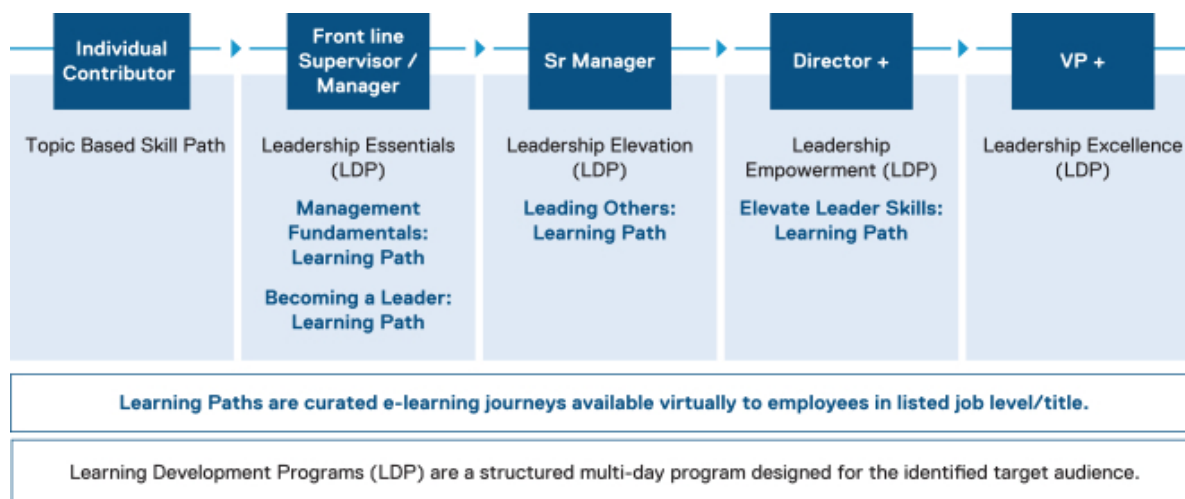 Individual
Contributor
Front line
Supervisor /
Manager
Sr Manager
Director +
VP +
Topic Based Skill Path
Leadership Essentials
(LDP)
Management
Fundamentals:
Learning Path
Becoming a Leader:
Learning Path
Leadership Elevation
(LDP)
Leading Others:
Learning Path
Leadership
Empowerment (LDP)
Elevate Leader Skills:
Learning Path
Leadership Excellence
(LDP)
Learning Paths are curated e-learning journeys available virtually to employees in listed job level/title.
Learning Development Programs (LDP) are a structured multi-day program designed for the identified target audience.